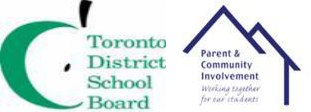 Toronto
District
School
Board
Parent &
Community
Involvement
Working together
for our students